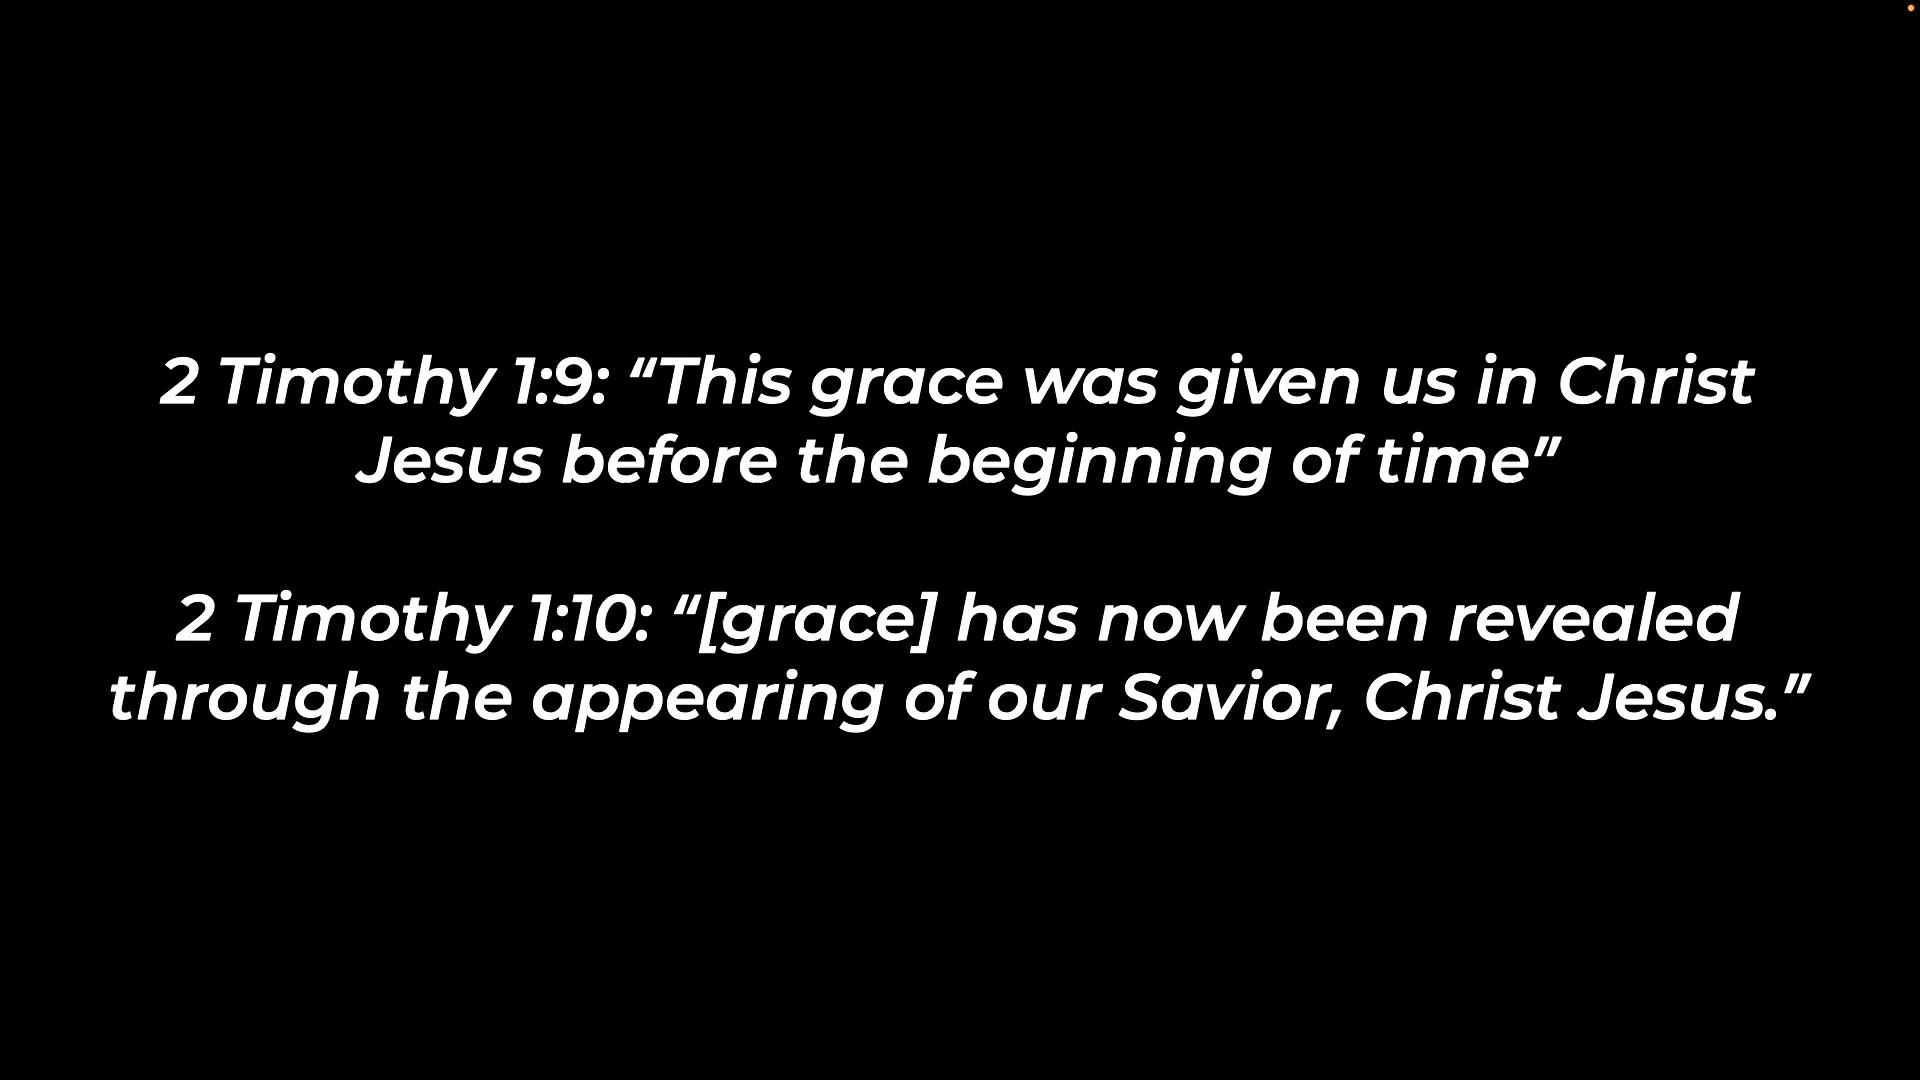 2 Timothy 1:9: “This grace was given us in Christ
Jesus before the beginning of time”
2 Timothy 1:10: “[grace] has now been revealed
through the appearing of our Savior, Christ Jesus.”